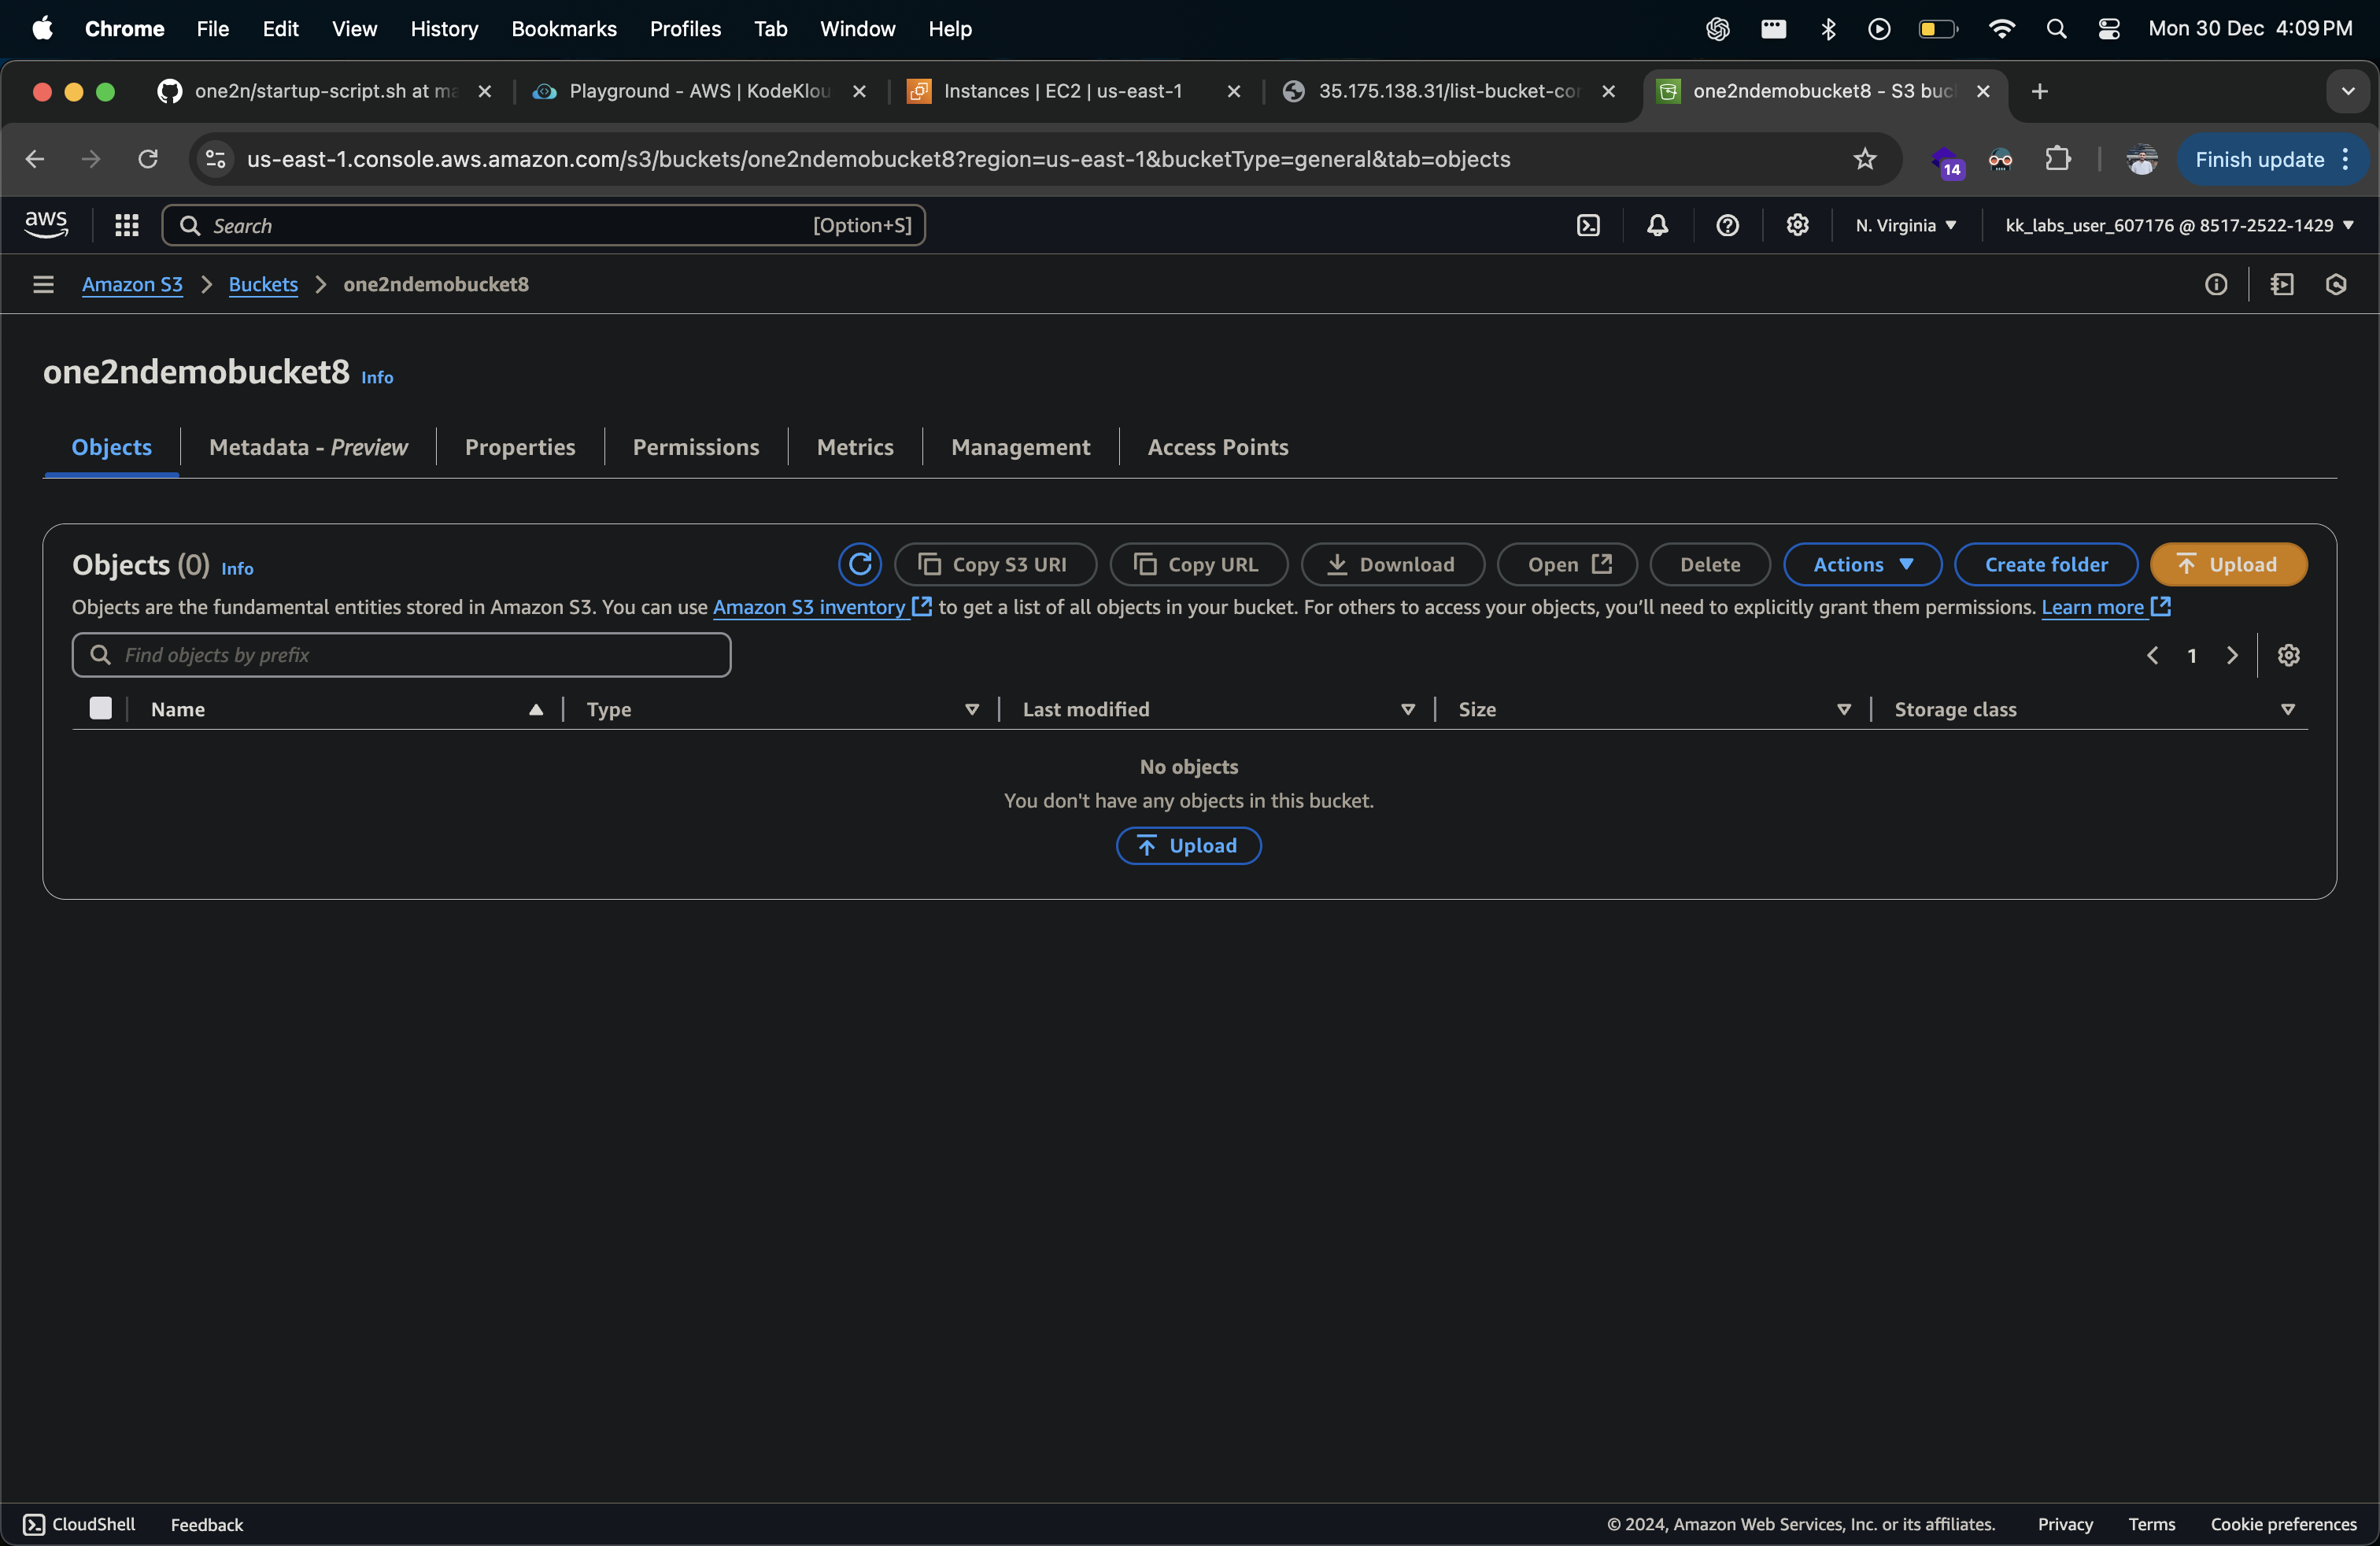 Chrome File Edit View History Bookmarks Profiles Tab Window Help Mon 30 Dec 4:09 PM
one2n/startup-script.sh at ma Playground - AWS | KodeKlou Instances | EC2 | us-east-1 35.175.138.31/list-bucket-con one2ndemobucket8 - S3 buc
us-east-1.console.aws.amazon.com/s3/buckets/one2ndemobucket8?region=us-east-1&bucketType=general&tab=objects 14 Finish update
aws Search [Option+S] N. Virginia kk_labs_user_607176 @ 8517-2522-1429
Amazon S3 Buckets one2ndemobucket8
one2ndemobucket8 Info
Objects Metadata - Preview Properties Permissions Metrics Management Access Points
Objects (0) Info Copy S3 URI Copy URL Download Open Delete Actions Create folder Upload
Objects are the fundamental entities stored in Amazon S3. You can use Amazon S3 inventory to get a list of all objects in your bucket. For others to access your objects, you’ll need to explicitly grant them permissions. Learn more
Find objects by prefix 1
Name Type Last modified Size Storage class
No objects
You don't have any objects in this bucket.
Upload
CloudShell Feedback © 2024, Amazon Web Services, Inc. or its affiliates. Privacy Terms Cookie preferences